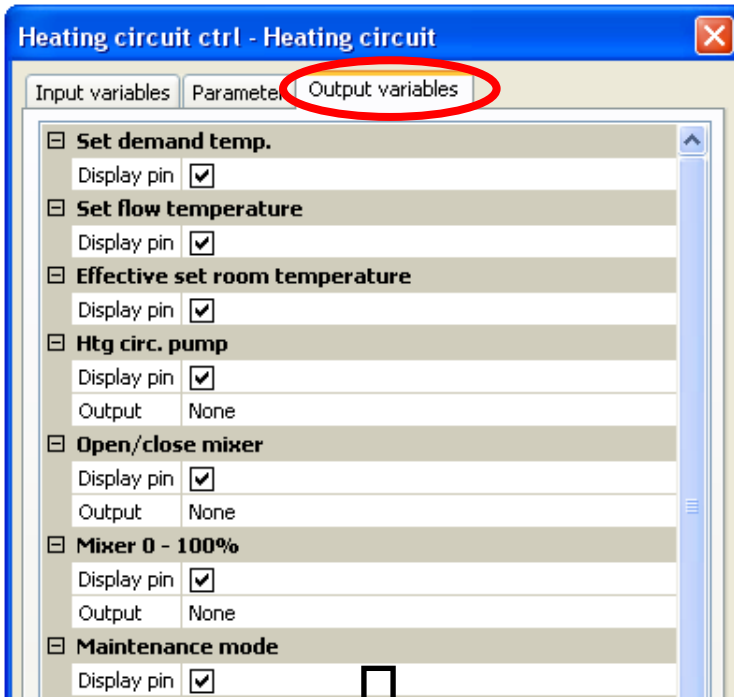 Heating circuit ctrl - Heating circuit
Input variables Parameter Output variables
Set demand temp.
Display pin
Set flow temperature
Display pin
Effective set room temperature
Display pin
Htg circ. pump
Display pin
Output None
Open/close mixer
Display pin
Output None
Mixer 0 - 100%
Display pin
Output None
Maintenance mode
Display pin